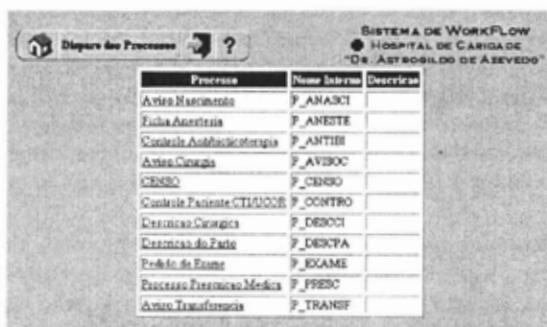 SISTEMA DE WORKFLOW
Disparo dos Processos ?
HOSPITAL DE CARIDADE
"DR. ASTROGILDO DE AZEVEDO"
Processo Nome Interno Descricao
Aviso Nascimento P_ANASCI
Ficha Anestesia P_ANESTE
Controle Antibioticoterapia P_ANTIBI
Aviso Cirurgia P_AVISOC
CENSO P_CENSO
Controle Paciente CTI/UCOR P_CONTRO
Descricao Cirurgica P_DESCCI
Descricao do Parto P_DESCPA
Pedido de Exame P_EXAME
Processo Prescricao Medica P_PRESC
Aviso Transferencia P_TRANSF